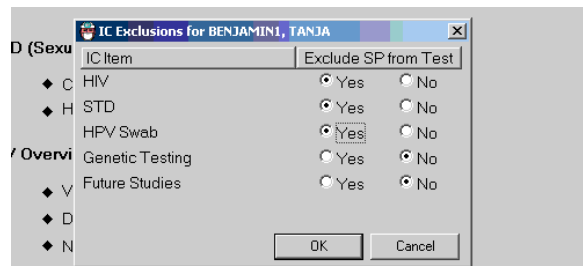 IC Exclusions for BENJAMIN1, TANJA
D (Sexu
IC Item Exclude SP from Test
C HIV Yes No
H STD Yes No
HPV Swab Yes No
Overvi Genetic Testing Yes No
V Future Studies Yes No
D
N OK Cancel